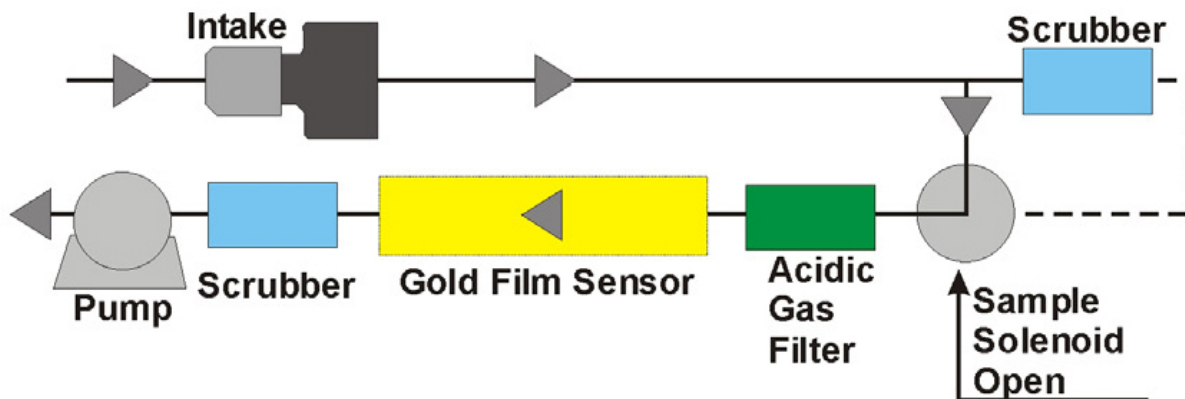 Intake
Scrubber
Pump
Scrubber
Gold Film Sensor
Acidic
Gas
Filter
Sample
Solenoid
Open